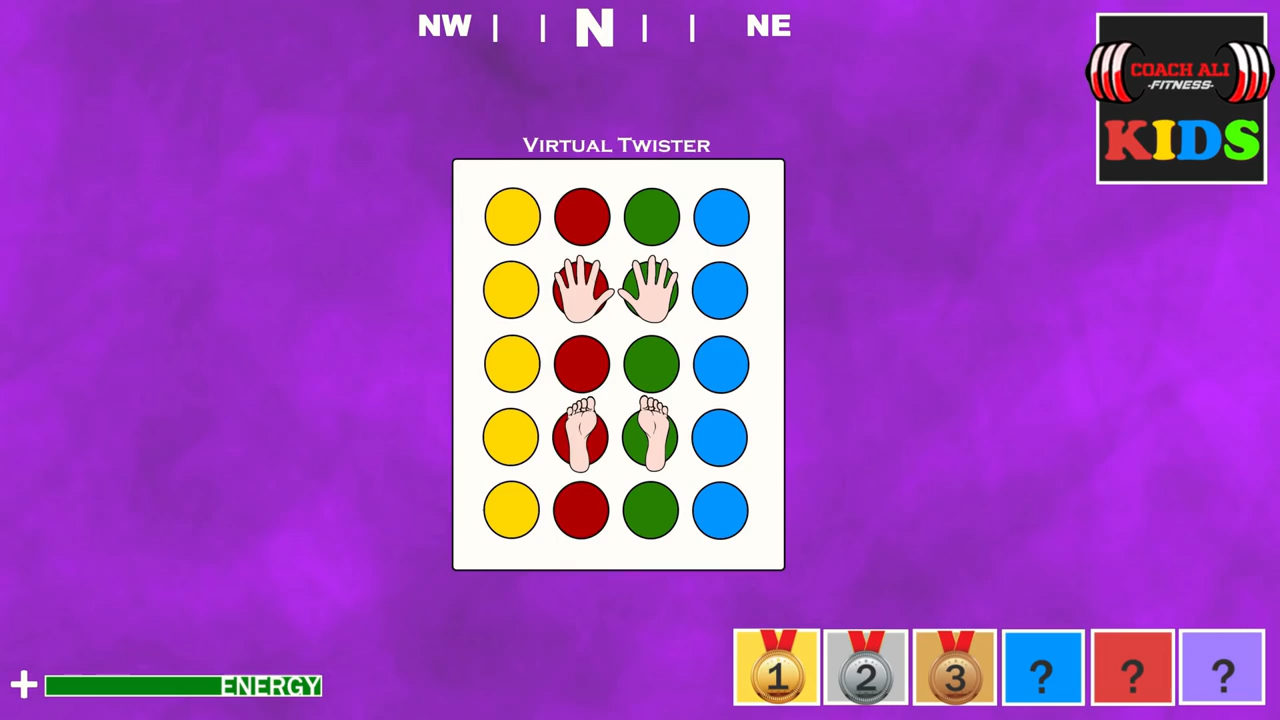 NW | | N | | NE
COACH ALI
-FITNESS-
KIDS
VIRTUAL TWISTER
+ ENERGY
1 2 3 ? ? ?